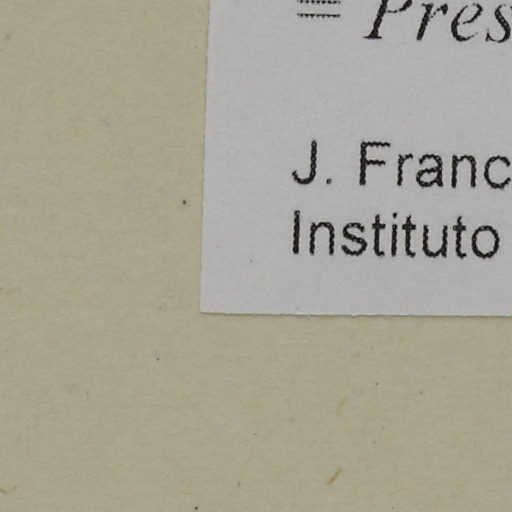 = Pres
J. Franc
Instituto